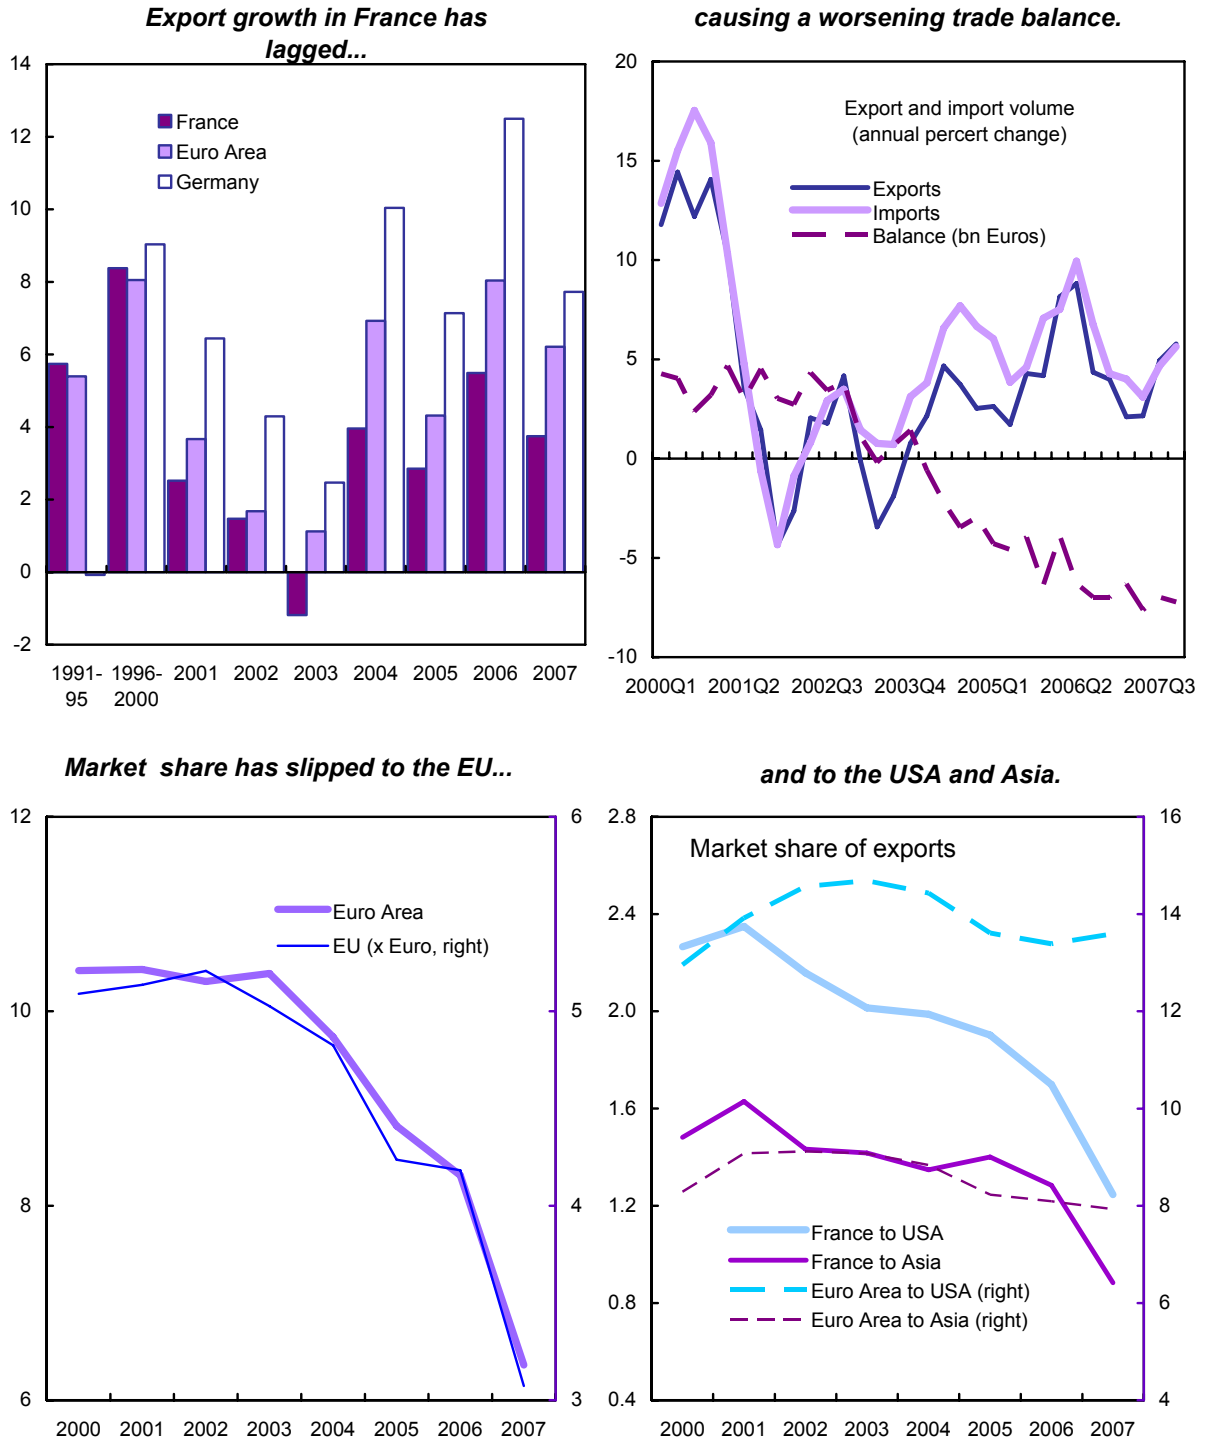 Export growth in France has
lagged...
14
12
10
8
6
4
2
0
-2
France
Euro Area
Germany
1991- 1996- 2001 2002 2003 2004 2005 2006 2007
95 2000
causing a worsening trade balance.
20
15
10
5
0
-5
-10
Export and import volume
(annual percert change)
Exports
Imports
Balance (bn Euros)
2000Q1 2001Q2 2002Q3 2003Q4 2005Q1 2006Q2 2007Q3
Market share has slipped to the EU...
12
10
8
6
6
5
4
3
Euro Area
EU (x Euro, right)
2000 2001 2002 2003 2004 2005 2006 2007
and to the USA and Asia.
2.8
2.4
2.0
1.6
1.2
0.8
0.4
16
14
12
10
8
6
4
Market share of exports
France to USA
France to Asia
Euro Area to USA (right)
Euro Area to Asia (right)
2000 2001 2002 2003 2004 2005 2006 2007